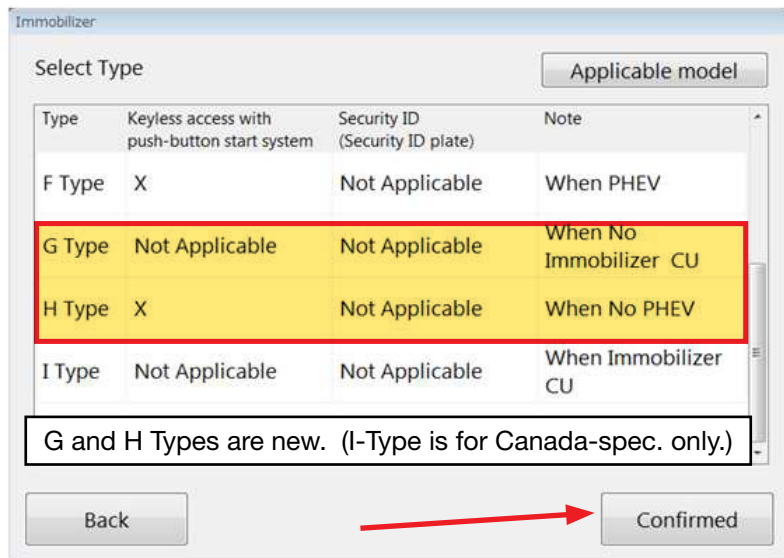 Immobilizer
Select Type
Applicable model
Type Keyless access with push-button start system Security ID (Security ID plate) Note
F Type X Not Applicable When PHEV
G Type Not Applicable Not Applicable When No Immobilizer CU
H Type X Not Applicable When No PHEV
I Type Not Applicable Not Applicable When Immobilizer CU
G and H Types are new. (I-Type is for Canada-spec. only.)
Back
Confirmed